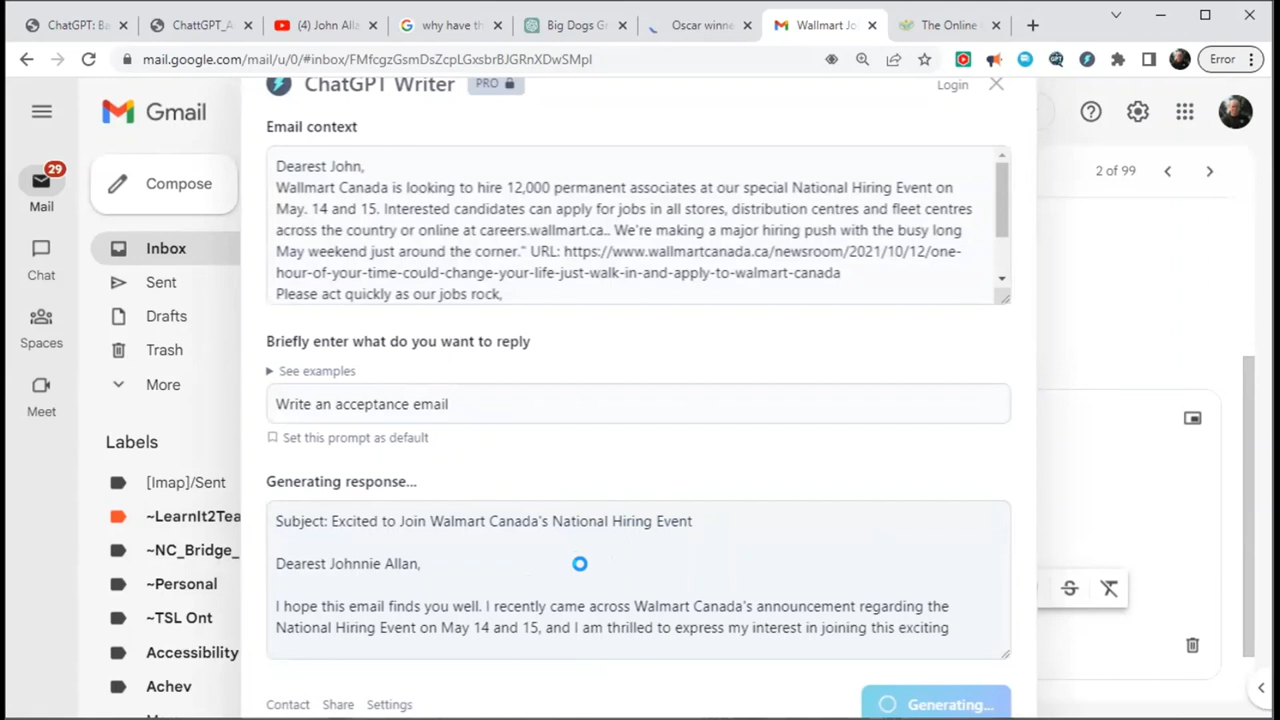 ChatGPT: Ba
ChattGPT_A
(4) John Alla
why have th
Big Dogs Gr
Oscar winne
Wallmart Jo
The Online
mail.google.com/mail/u/0/#inbox/FMfcgzGsmDsZcpLGxsbrBJGRnXDwSMpl
Error
Gmail
29
Mail
Chat
Spaces
Meet
Compose
Inbox
Sent
Drafts
Trash
More
Labels
[Imap]/Sent
~LearnIt2Tea
~NC_Bridge_
~Personal
~TSL Ont
Accessibility
Achev
ChatGPT Writer PRO
Login
Email context
Dearest John,
Wallmart Canada is looking to hire 12,000 permanent associates at our special National Hiring Event on
May. 14 and 15. Interested candidates can apply for jobs in all stores, distribution centres and fleet centres
across the country or online at careers.wallmart.ca.. We're making a major hiring push with the busy long
May weekend just around the corner." URL: https://www.wallmartcanada.ca/newsroom/2021/10/12/one-
hour-of-your-time-could-change-your-life-just-walk-in-and-apply-to-walmart-canada
Please act quickly as our jobs rock,
Briefly enter what do you want to reply
See examples
Write an acceptance email
Set this prompt as default
Generating response...
Subject: Excited to Join Walmart Canada's National Hiring Event
Dearest Johnnie Allan,
I hope this email finds you well. I recently came across Walmart Canada's announcement regarding the
National Hiring Event on May 14 and 15, and I am thrilled to express my interest in joining this exciting
Contact Share Settings
Generating...
2 of 99